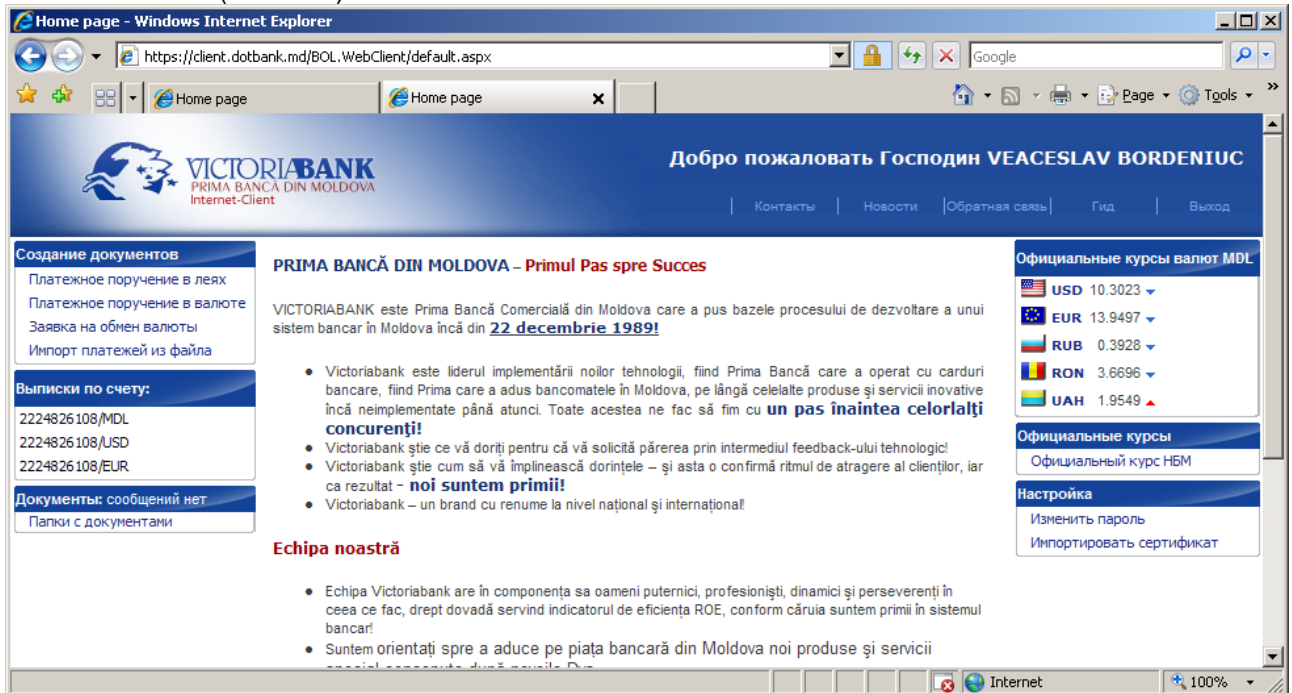 Home page - Windows Internet Explorer
https://client.dotbank.md/BOL.WebClient/default.aspx
Google
Home page
Home page
Page
Tools
VICTORIABANK
PRIMA BANCĂ DIN MOLDOVA
Internet-Client
Добро пожаловать Господин VEACESLAV BORDENIUC
Контакты | Новости | Обратная связь | Гид | Выход
Создание документов
Платежное поручение в леях
Платежное поручение в валюте
Заявка на обмен валюты
Импорт платежей из файла
Выписки по счету:
2224826108/MDL
2224826108/USD
2224826108/EUR
Документы: сообщений нет
Папки с документами
PRIMA BANCĂ DIN MOLDOVA – Primul Pas spre Succes
VICTORIABANK este Prima Bancă Comercială din Moldova care a pus bazele procesului de dezvoltare a unui
sistem bancar în Moldova încă din 22 decembrie 1989!
• Victoriabank este liderul implementării noilor tehnologii, fiind Prima Bancă care a operat cu carduri
bancare, fiind Prima care a adus bancomatele în Moldova, pe lângă celelalte produse şi servicii inovative
încă neimplementate până atunci. Toate acestea ne fac să fim cu un pas înaintea celorlalţi
concurenţi!
• Victoriabank ştie ce vă doriţi pentru că vă solicită părerea prin intermediul feedback-ului tehnologic!
• Victoriabank ştie cum să vă împlinească dorinţele – şi asta o confirmă ritmul de atragere al clienţilor, iar
ca rezultat – noi suntem primii!
• Victoriabank – un brand cu renume la nivel naţional şi internaţional!
Echipa noastră
• Echipa Victoriabank are în componenţa sa oameni puternici, profesionişti, dinamici şi perseverenţi în
ceea ce fac, drept dovadă servind indicatorul de eficienţa ROE, conform căruia suntem primii în sistemul
bancar!
• Suntem orientaţi spre a aduce pe piaţa bancară din Moldova noi produse şi servicii
Официальные курсы валют MDL
USD 10.3023
EUR 13.9497
RUB 0.3928
RON 3.6696
UAH 1.9549
Официальные курсы
Официальный курс НБМ
Настройка
Изменить пароль
Импортировать сертификат
Internet
100%